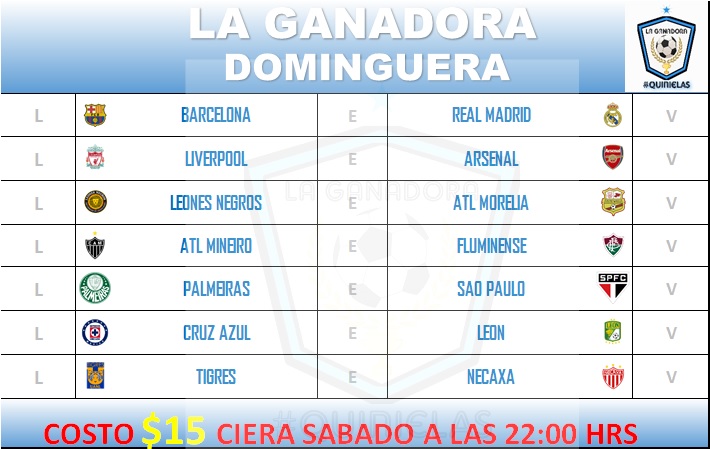 LA GANADORA
DOMINGUERA
LA GANADORA
#QUINIELAS
L BARCELONA E REAL MADRID V
L LIVERPOOL E ARSENAL V
L LEONES NEGROS E ATL MORELIA V
L ATL MINEIRO E FLUMINENSE V
L PALMEIRAS E SAO PAULO SPFC V
L CRUZ AZUL E LEON V
L TIGRES E NECAXA V
LA GANADORA
#QUINIELAS
COSTO $15 CIERA SABADO A LAS 22:00 HRS